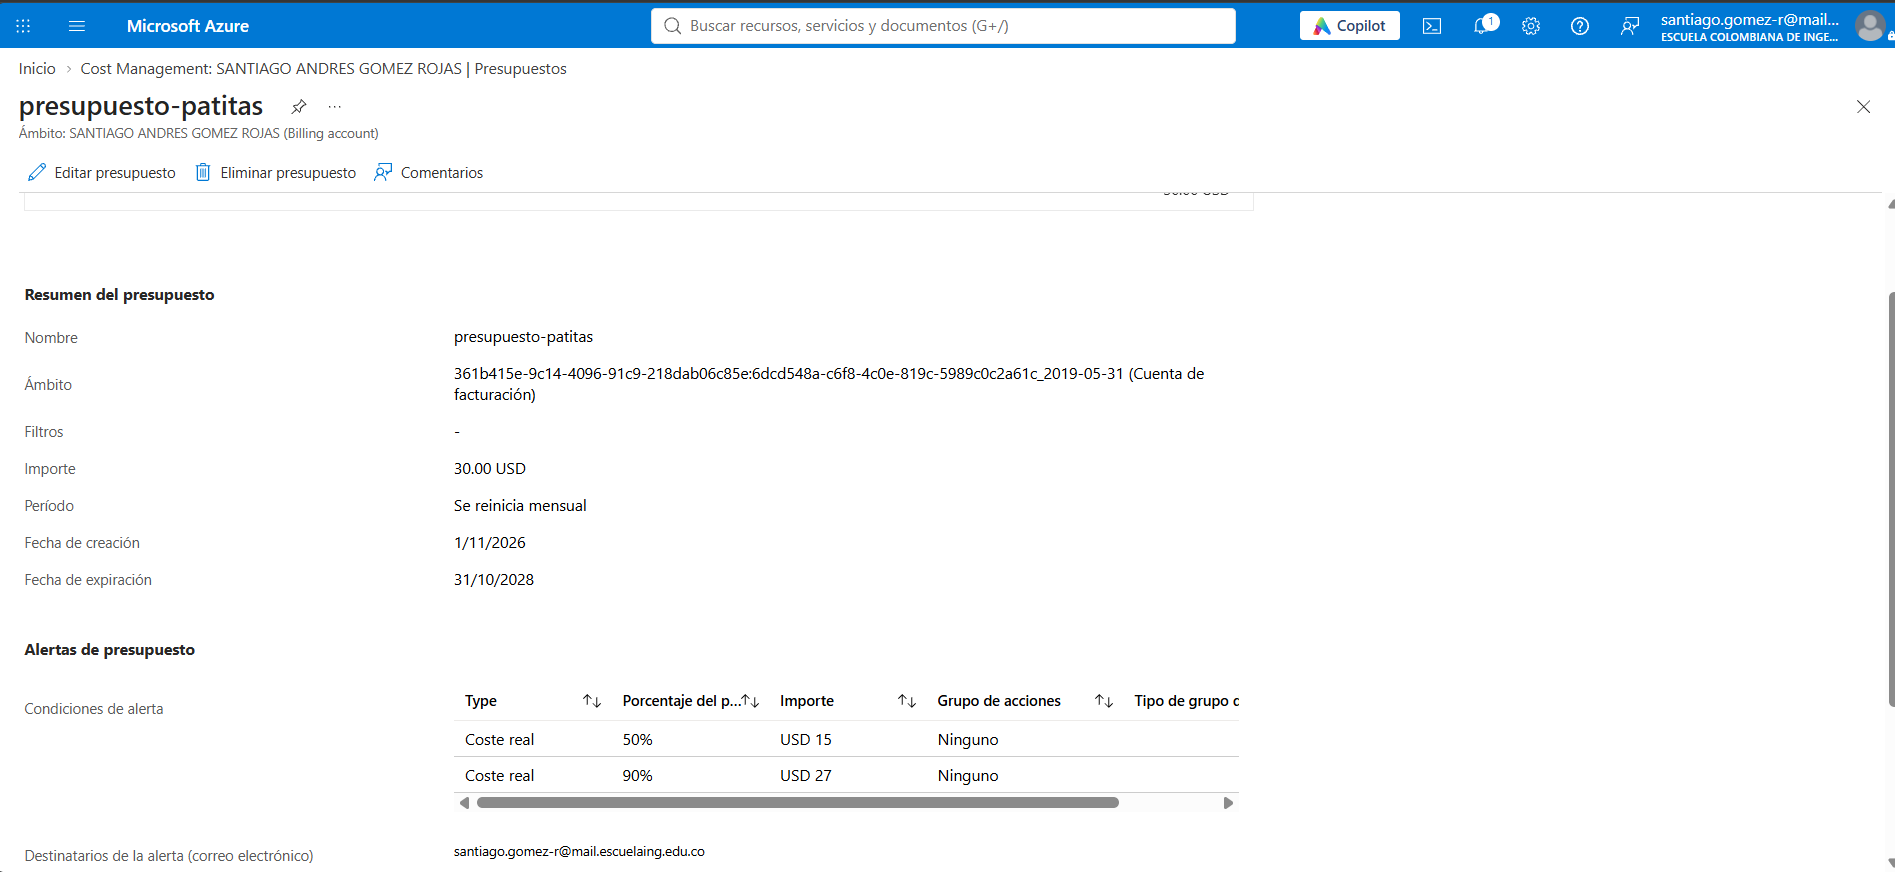 Microsoft Azure
Buscar recursos, servicios y documentos (G+/)
Copilot
1
santiago.gomez-r@mail...
ESCUELA COLOMBIANA DE INGE...
Inicio > Cost Management: SANTIAGO ANDRES GOMEZ ROJAS | Presupuestos
presupuesto-patitas
Ámbito: SANTIAGO ANDRES GOMEZ ROJAS (Billing account)
Editar presupuesto
Eliminar presupuesto
Comentarios
Resumen del presupuesto
Nombre
presupuesto-patitas
Ámbito
361b415e-9c14-4096-91c9-218dab06c85e:6dcd548a-c6f8-4c0e-819c-5989c0c2a61c_2019-05-31 (Cuenta de
facturación)
Filtros
-
Importe
30.00 USD
Período
Se reinicia mensual
Fecha de creación
1/11/2026
Fecha de expiración
31/10/2028
Alertas de presupuesto
Condiciones de alerta
Type Porcentaje del p... Importe Grupo de acciones Tipo de grupo
Coste real 50% USD 15 Ninguno
Coste real 90% USD 27 Ninguno
Destinatarios de la alerta (correo electrónico)
santiago.gomez-r@mail.escuelaing.edu.co